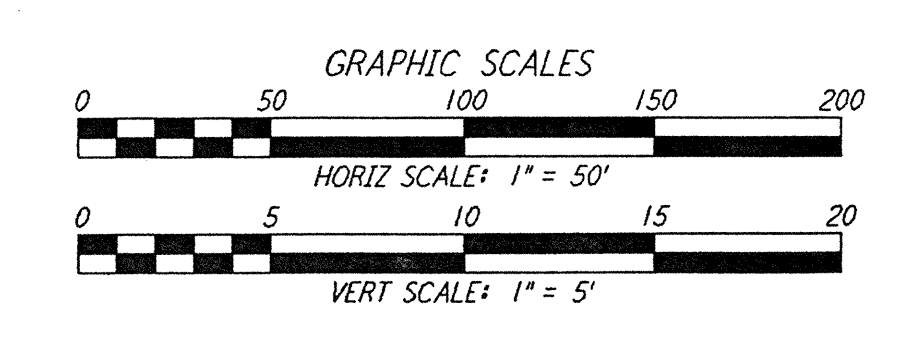 GRAPHIC SCALES
0 50 100 150 200
HORIZ SCALE: 1" = 50'
0 5 10 15 20
VERT SCALE: 1" = 5'